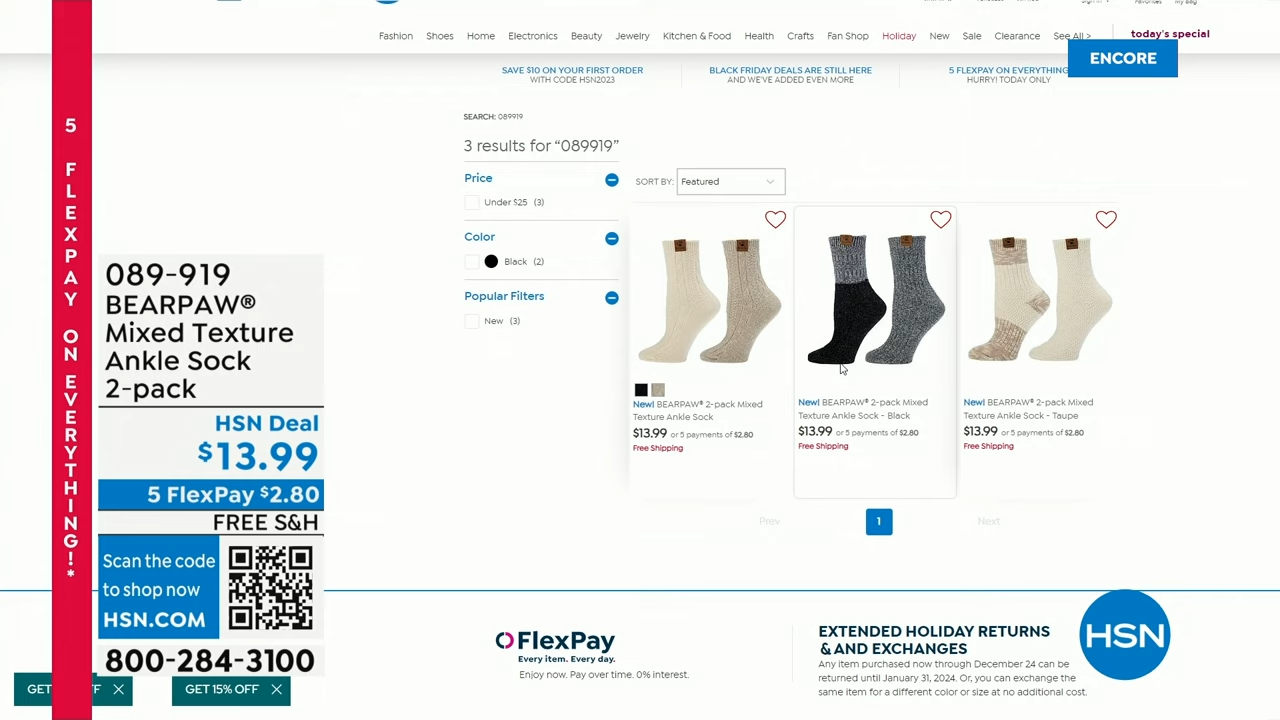 Fashion Shoes Home Electronics Beauty Jewelry Kitchen & Food Health Crafts Fan Shop Holiday New Sale Clearance See All >
today's special
ENCORE
SAVE $10 ON YOUR FIRST ORDER
WITH CODE HSN2023
BLACK FRIDAY DEALS ARE STILL HERE
AND WE'VE ADDED EVEN MORE
5 FLEXPAY ON EVERYTHING
HURRY! TODAY ONLY
SEARCH: 089919
3 results for “089919”
Price
Under $25 (3)
Color
Black (2)
Popular Filters
New (3)
SORT BY: Featured
New! BEARPAW® 2-pack Mixed
Texture Ankle Sock
$13.99 or 5 payments of $2.80
Free Shipping
New! BEARPAW® 2-pack Mixed
Texture Ankle Sock - Black
$13.99 or 5 payments of $2.80
Free Shipping
New! BEARPAW® 2-pack Mixed
Texture Ankle Sock - Taupe
$13.99 or 5 payments of $2.80
Free Shipping
Prev 1 Next
5 FLEXPAY ON EVERYTHING!*
089-919
BEARPAW®
Mixed Texture
Ankle Sock
2-pack
HSN Deal
$13.99
5 FlexPay $2.80
FREE S&H
Scan the code
to shop now
HSN.COM
800-284-3100
GET
GET 15% OFF
FlexPay
Every item. Every day.
Enjoy now. Pay over time. 0% interest.
EXTENDED HOLIDAY RETURNS
& AND EXCHANGES
Any item purchased now through December 24 can be
returned until January 31, 2024. Or, you can exchange the
same item for a different color or size at no additional cost.
HSN